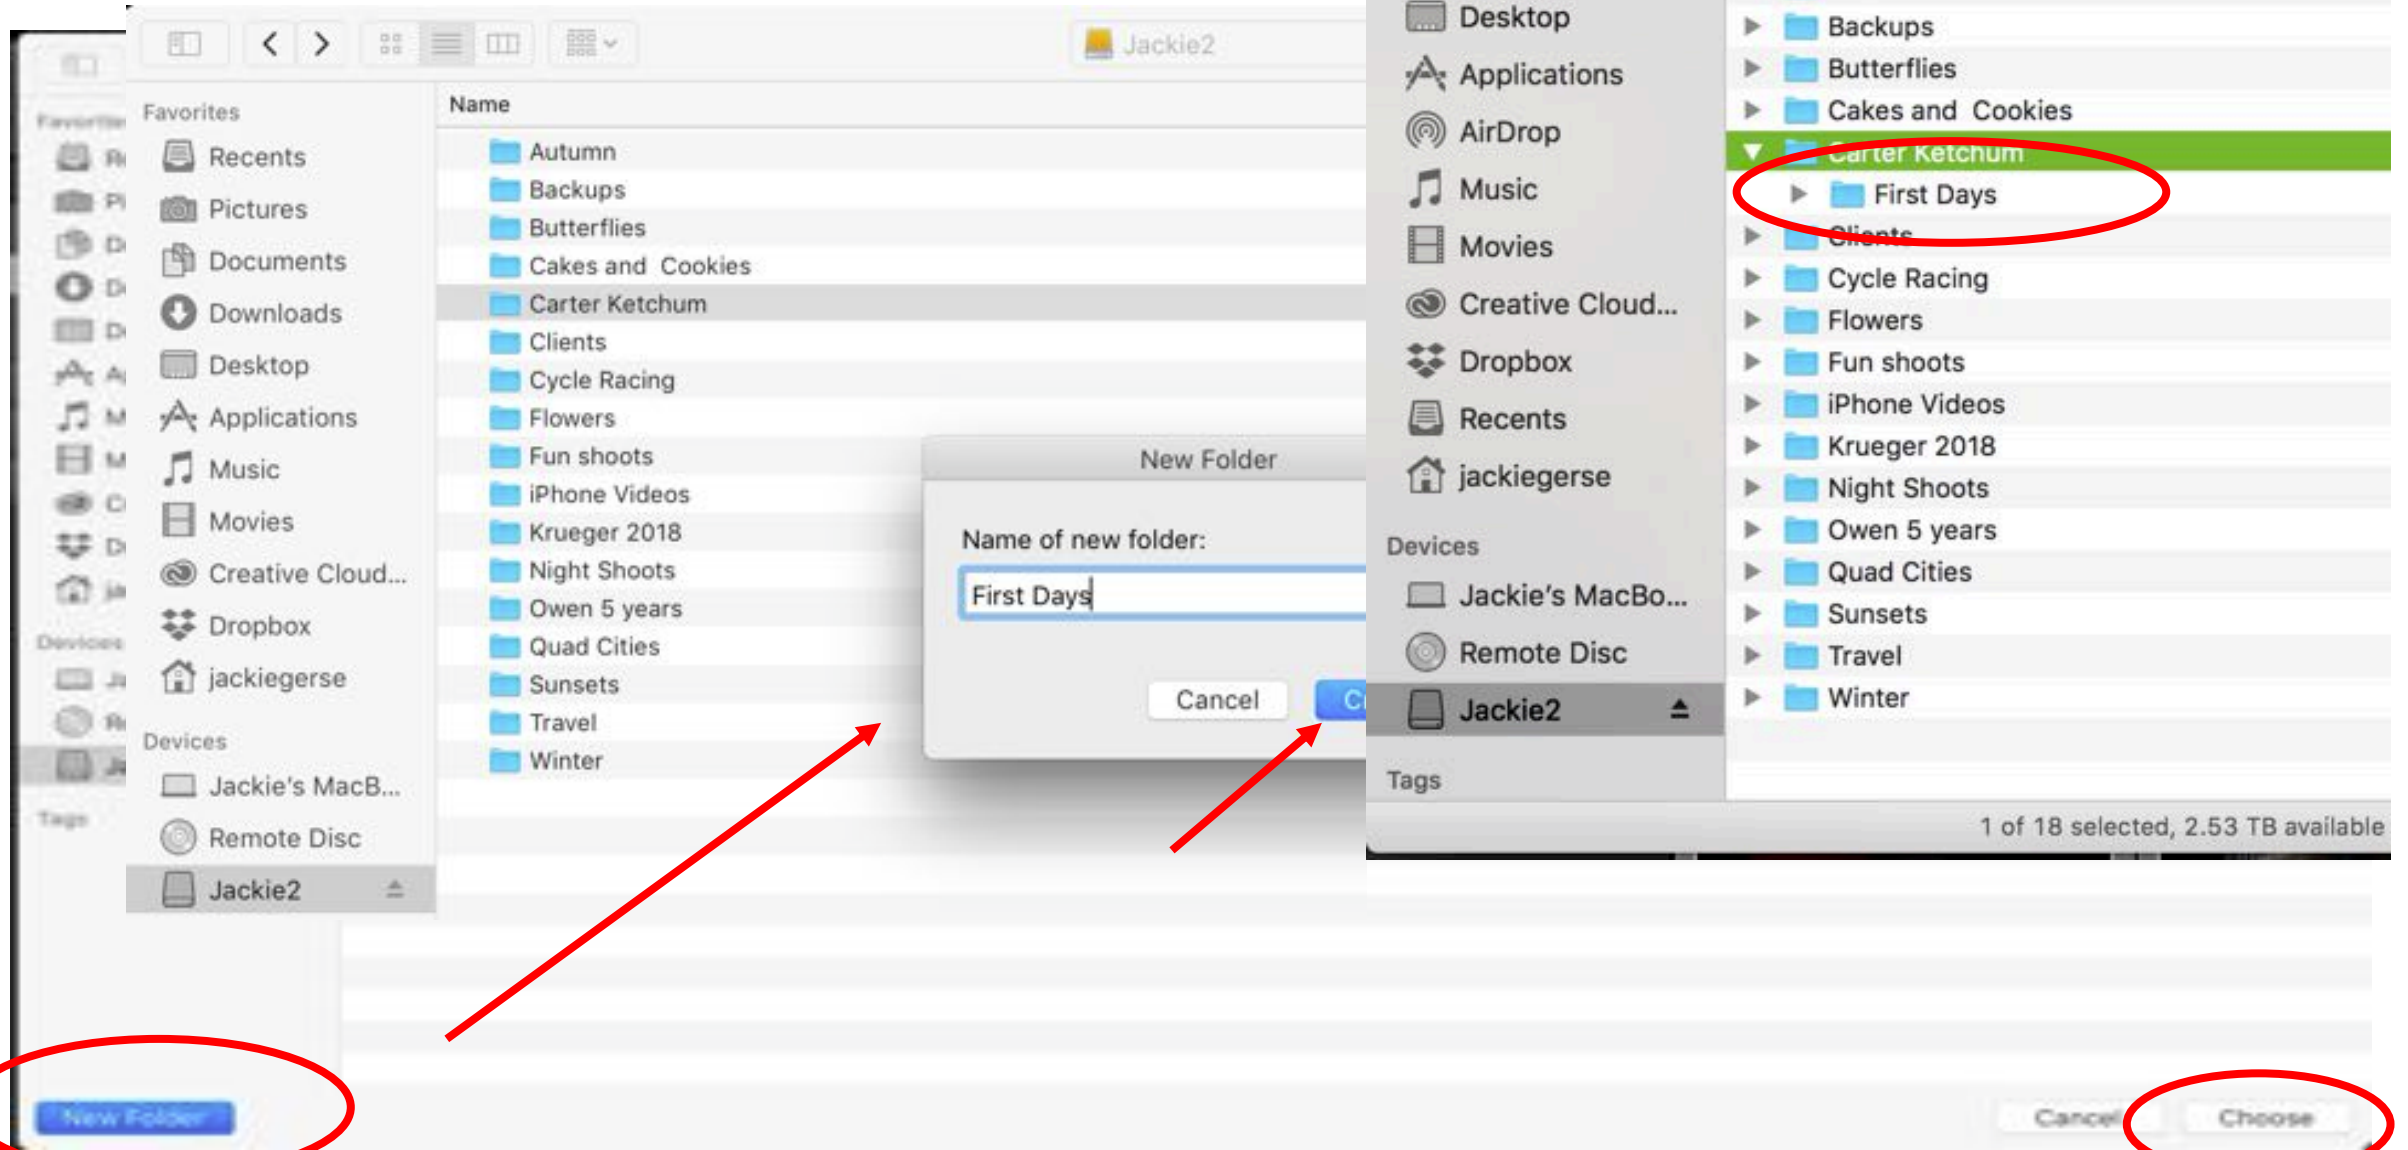 Jackie2
Favorites
Recents
Pictures
Documents
Downloads
Desktop
Applications
Music
Movies
Creative Cloud...
Dropbox
jackiegerse
Devices
Jackie's MacB...
Remote Disc
Jackie2
Name
Autumn
Backups
Butterflies
Cakes and  Cookies
Carter Ketchum
Clients
Cycle Racing
Flowers
Fun shoots
iPhone Videos
Krueger 2018
Night Shoots
Owen 5 years
Quad Cities
Sunsets
Travel
Winter
New Folder
Name of new folder:
First Days
Cancel
Desktop
Applications
AirDrop
Music
Movies
Creative Cloud...
Recents
Dropbox
jackiegerse
Devices
Jackie's MacBo...
Remote Disc
Jackie2
Tags
Backups
Butterflies
Cakes and  Cookies
Carter Ketchum
First Days
Clients
Cycle Racing
Flowers
Fun shoots
iPhone Videos
Krueger 2018
Night Shoots
Owen 5 years
Quad Cities
Sunsets
Travel
Winter
1 of 18 selected, 2.53 TB available
Devices
Tags
New Folder
Cancel
Choose